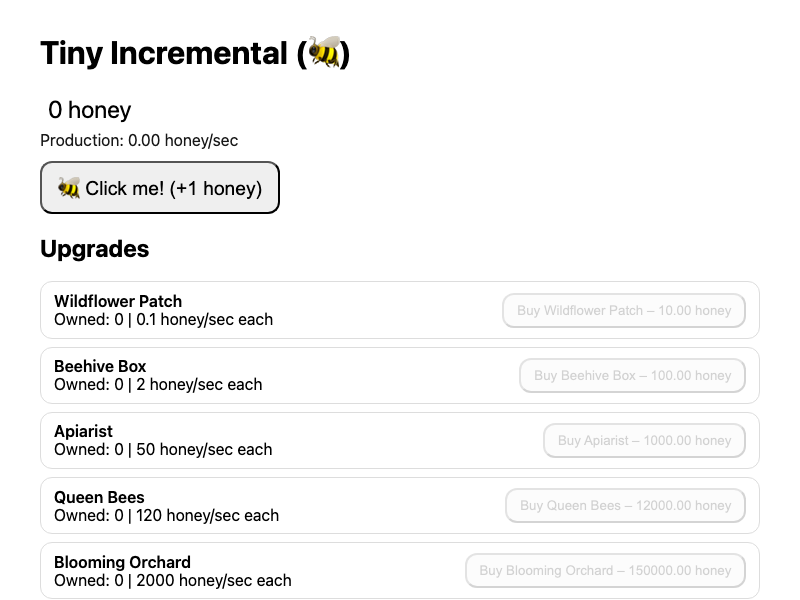 Tiny Incremental (🐝)
0 honey
Production: 0.00 honey/sec
🐝 Click me! (+1 honey)
Upgrades
Wildflower Patch
Owned: 0 | 0.1 honey/sec each
Buy Wildflower Patch – 10.00 honey
Beehive Box
Owned: 0 | 2 honey/sec each
Buy Beehive Box – 100.00 honey
Apiarist
Owned: 0 | 50 honey/sec each
Buy Apiarist – 1000.00 honey
Queen Bees
Owned: 0 | 120 honey/sec each
Buy Queen Bees – 12000.00 honey
Blooming Orchard
Owned: 0 | 2000 honey/sec each
Buy Blooming Orchard – 150000.00 honey